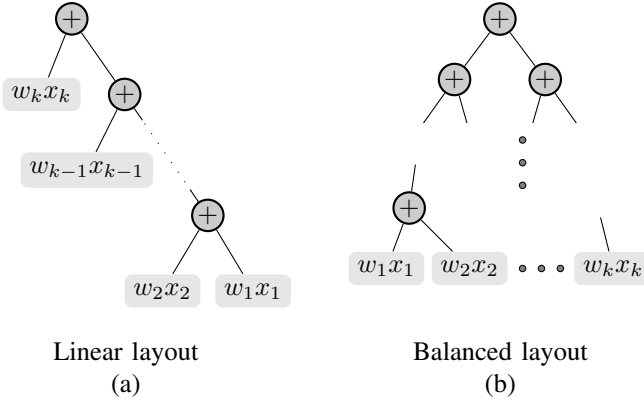 + +
w_k x_k + + +
w_{k-1} x_{k-1}
+ +
w_2 x_2 w_1 x_1 w_1 x_1 w_2 x_2 w_k x_k
Linear layout Balanced layout
(a) (b)